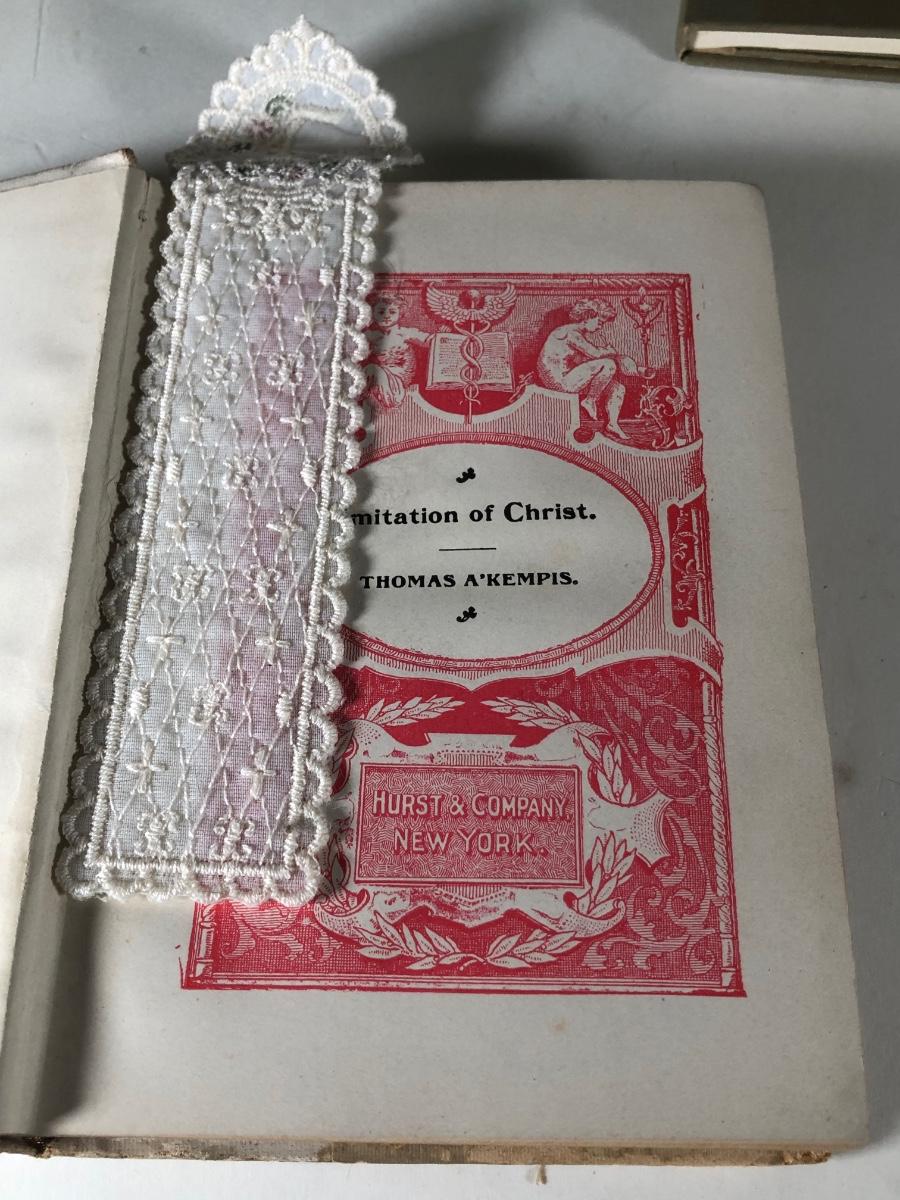 mitation of Christ.
THOMAS A'KEMPIS.
HURST & COMPANY,
NEW YORK.